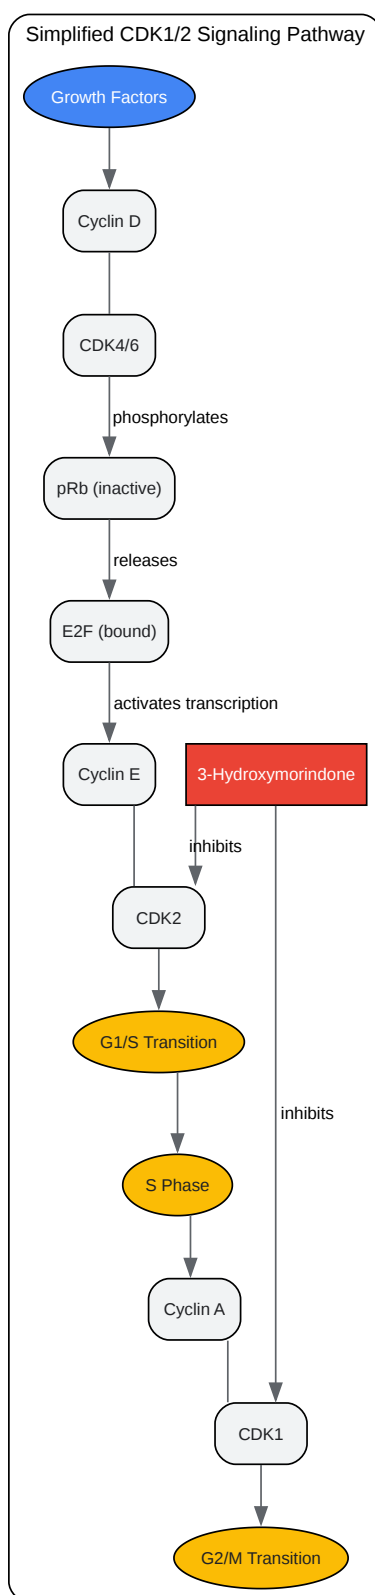 Simplified CDK1/2 Signaling Pathway
Growth Factors
Cyclin D
CDK4/6
phosphorylates
pRb (inactive)
releases
E2F (bound)
activates transcription
Cyclin E
3-Hydroxymorindone
inhibits
CDK2
G1/S Transition
inhibits
S Phase
Cyclin A
CDK1
G2/M Transition